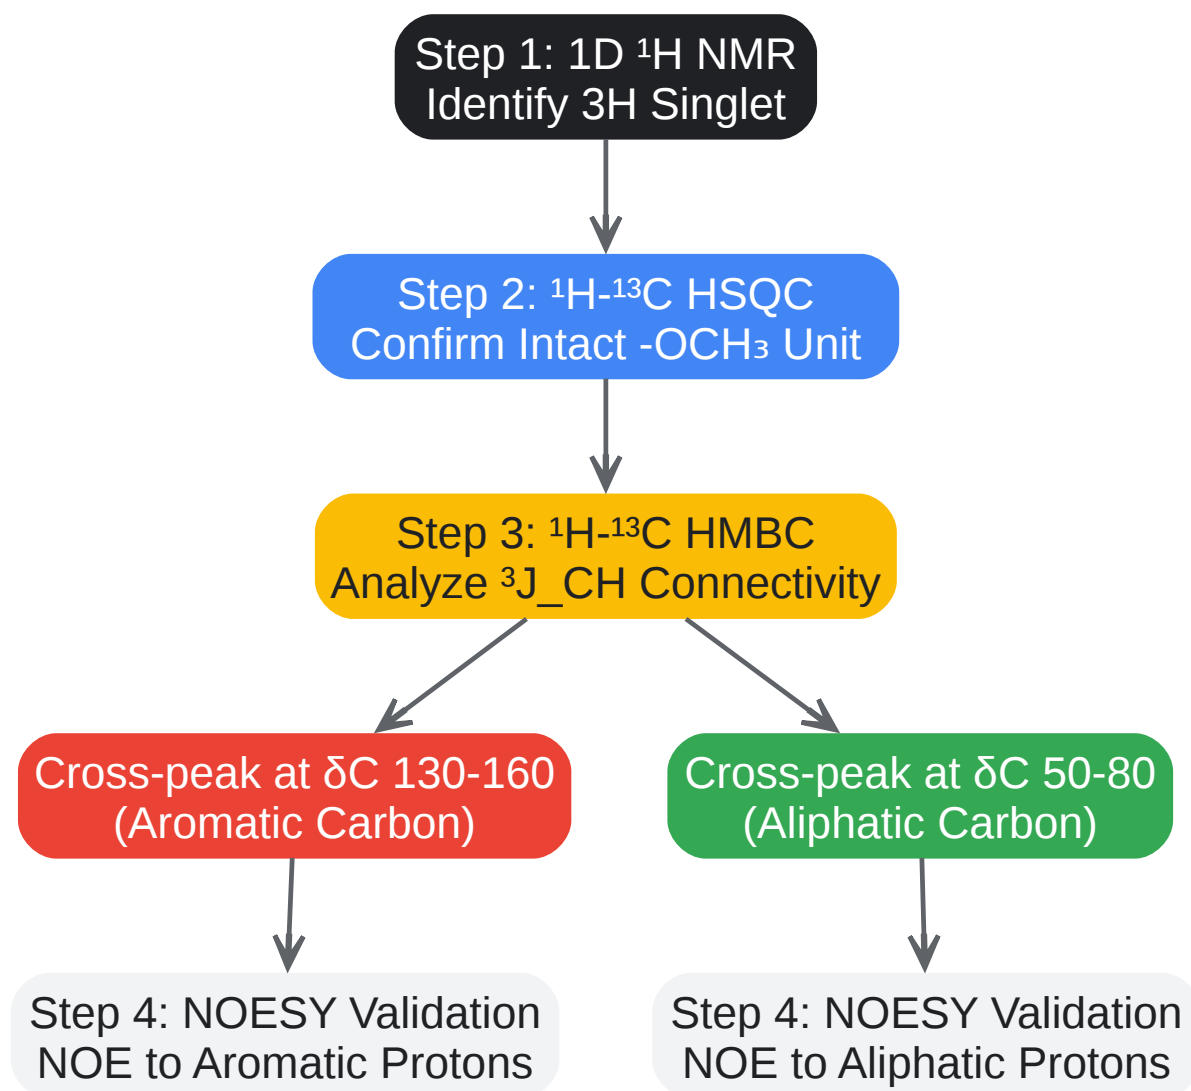 Step 1: 1D ¹H NMR
Identify 3H Singlet
Step 2: ¹H-¹³C HSQC
Confirm Intact -OCH₃ Unit
Step 3: ¹H-¹³C HMBC
Analyze ³J_CH Connectivity
Cross-peak at δC 130-160
(Aromatic Carbon)
Cross-peak at δC 50-80
(Aliphatic Carbon)
Step 4: NOESY Validation
NOE to Aromatic Protons
Step 4: NOESY Validation
NOE to Aliphatic Protons